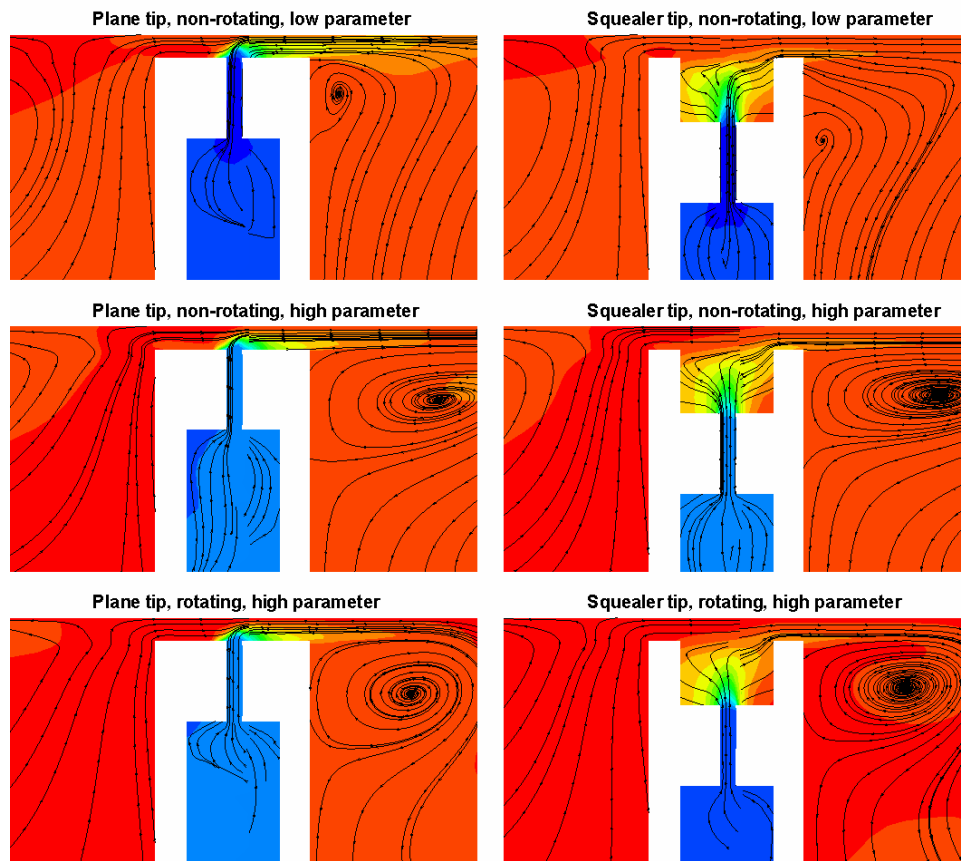 Plane tip, non-rotating, low parameter
Squealer tip, non-rotating, low parameter
Plane tip, non-rotating, high parameter
Squealer tip, non-rotating, high parameter
Plane tip, rotating, high parameter
Squealer tip, rotating, high parameter